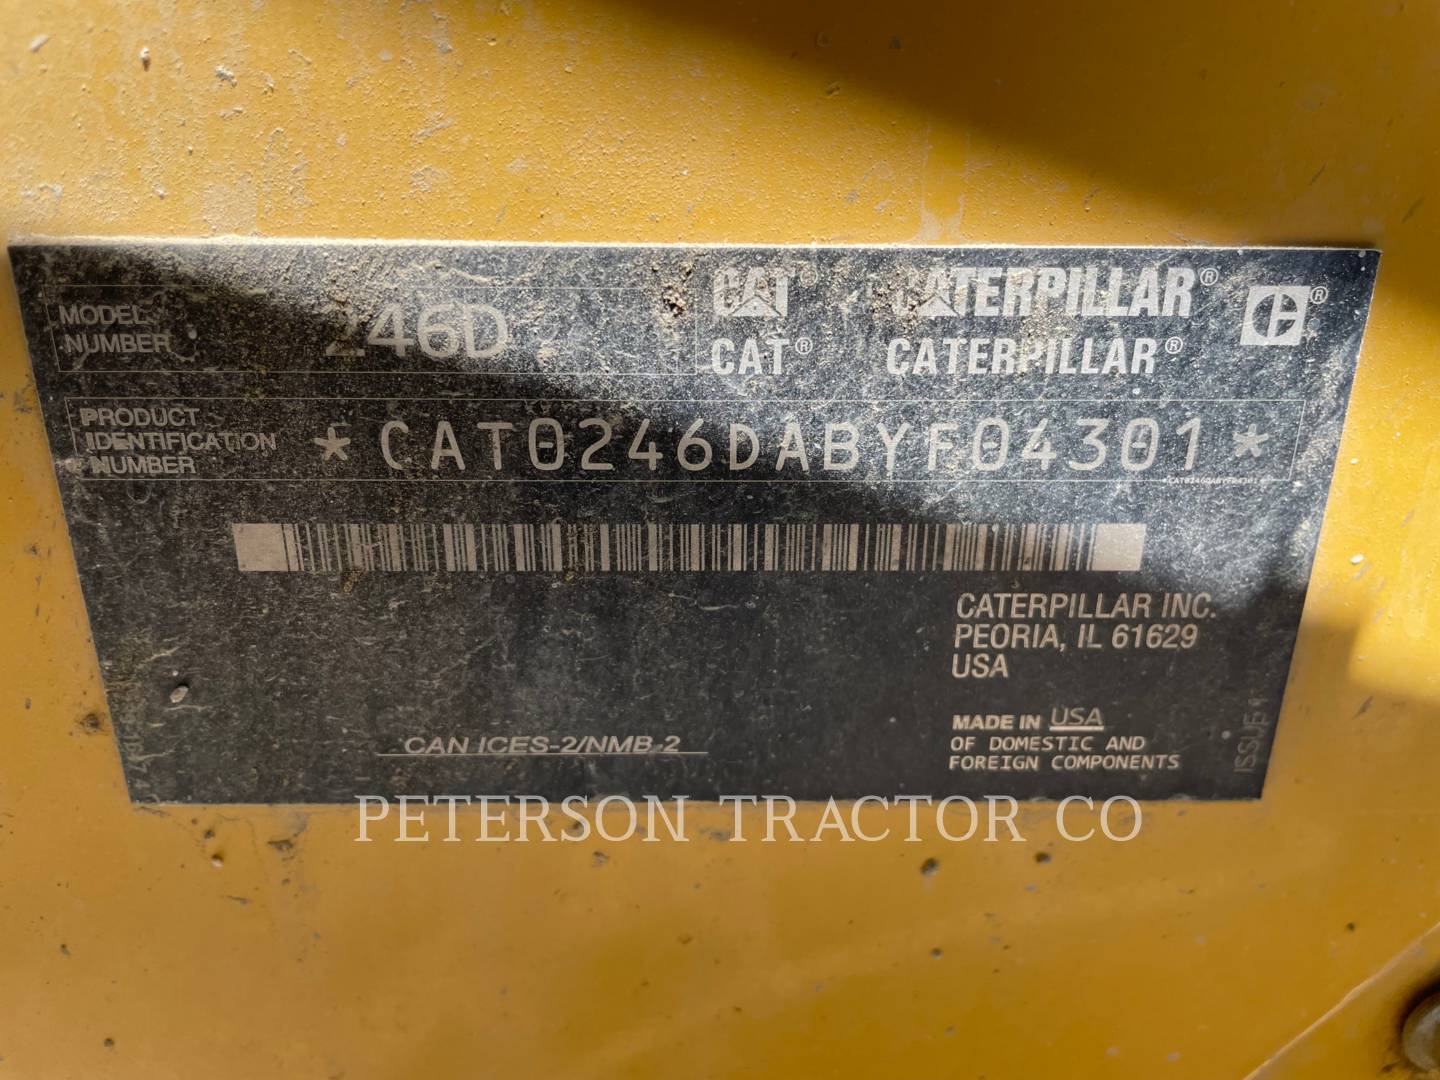 MODEL
NUMBER
246D
CAT® CATERPILLAR®
CAT® CATERPILLAR®
®
PRODUCT
IDENTIFICATION
NUMBER
*CAT0246DABYF04301*
*CAT0246DABYF04301*
CATERPILLAR INC.
PEORIA, IL 61629
USA
MADE IN USA
OF DOMESTIC AND
FOREIGN COMPONENTS
CAN ICES-2/NMB-2
ISSUE
PETERSON TRACTOR CO